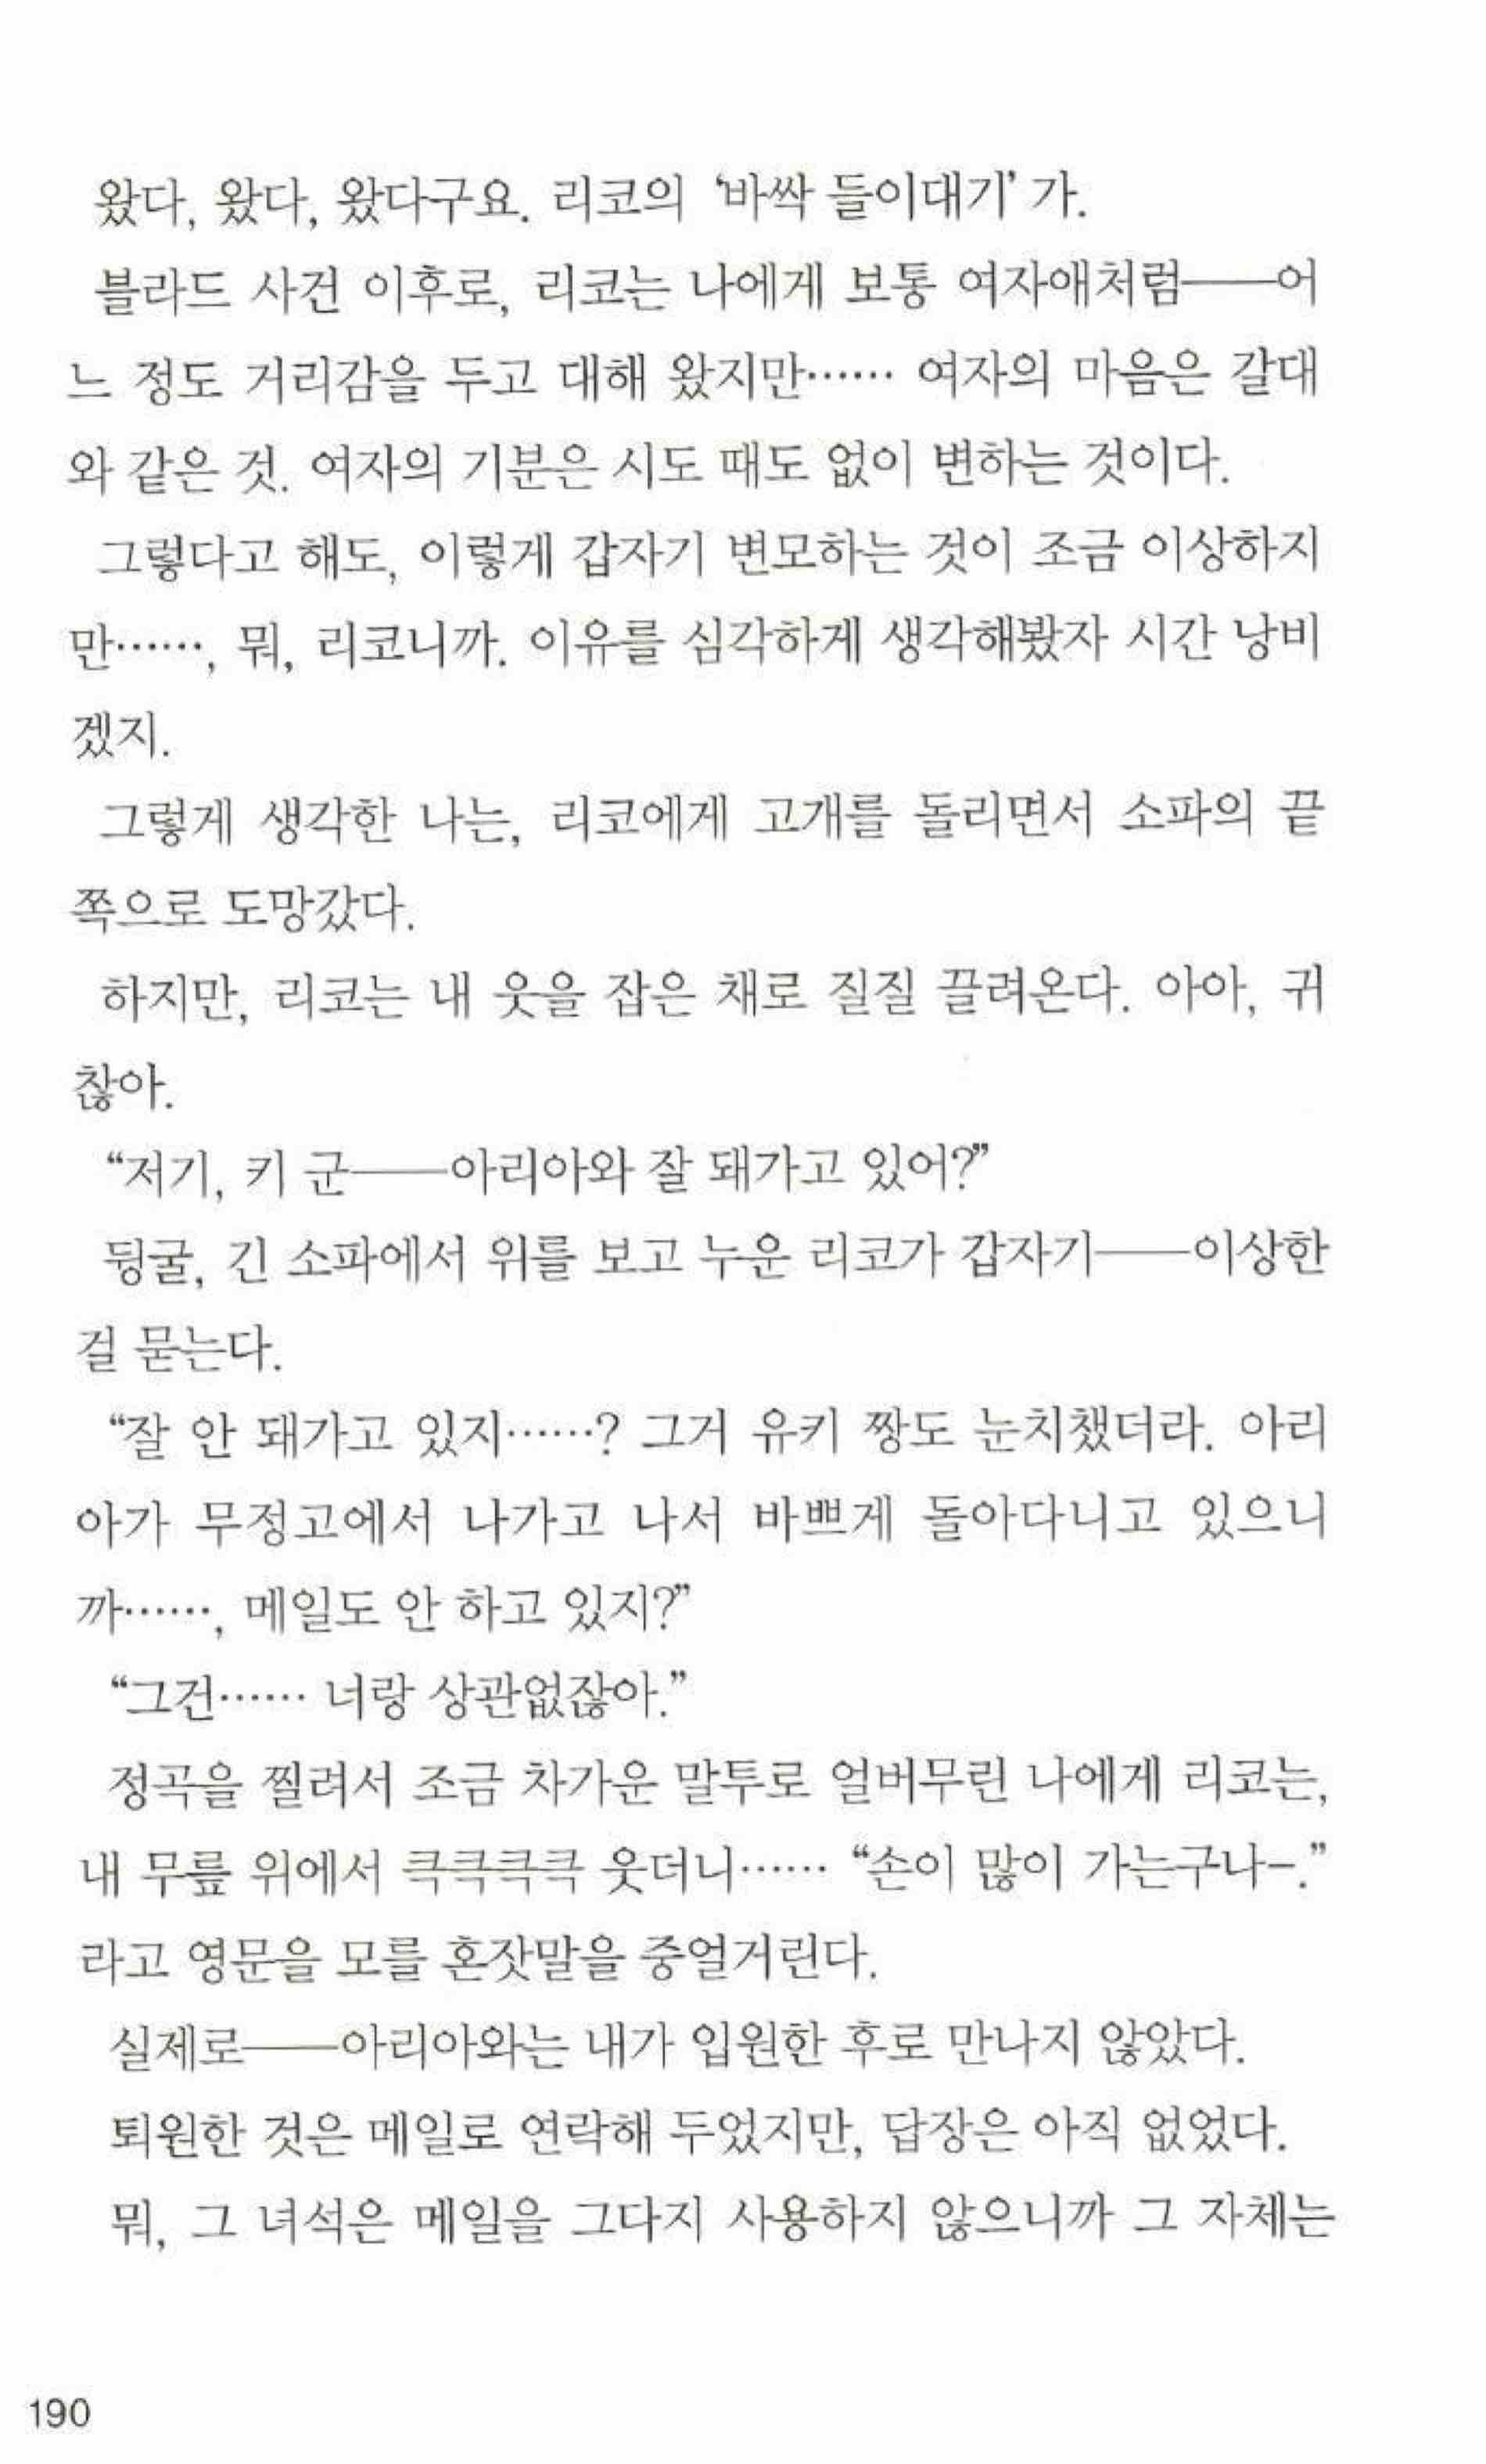 왔다, 왔다, 왔다구요. 리코의 ‘바싹 들이대기’가.
블라드 사건 이후로, 리코는 나에게 보통 여자애처럼──어
느 정도 거리감을 두고 대해 왔지만…… 여자의 마음은 갈대
와 같은 것. 여자의 기분은 시도 때도 없이 변하는 것이다.
그렇다고 해도, 이렇게 갑자기 변모하는 것이 조금 이상하지
만……, 뭐, 리코니까. 이유를 심각하게 생각해봤자 시간 낭비
겠지.
그렇게 생각한 나는, 리코에게 고개를 돌리면서 소파의 끝
쪽으로 도망갔다.
하지만, 리코는 내 옷을 잡은 채로 질질 끌려온다. 아아, 귀
찮아.
“저기, 키 군──아리아와 잘 돼가고 있어?”
뒹굴, 긴 소파에서 위를 보고 누운 리코가 갑자기──이상한
걸 묻는다.
“잘 안 돼가고 있지……? 그거 유키 짱도 눈치챘더라. 아리
아가 무정고에서 나가고 나서 바쁘게 돌아다니고 있으니
까……, 메일도 안 하고 있지?”
“그건…… 너랑 상관없잖아.”
정곡을 찔려서 조금 차가운 말투로 얼버무린 나에게 리코는,
내 무릎 위에서 큭큭큭큭 웃더니…… “손이 많이 가는구나-.”
라고 영문을 모를 혼잣말을 중얼거린다.
실제로──아리아와는 내가 입원한 후로 만나지 않았다.
퇴원한 것은 메일로 연락해 두었지만, 답장은 아직 없었다.
뭐, 그 녀석은 메일을 그다지 사용하지 않으니까 그 자체는
190